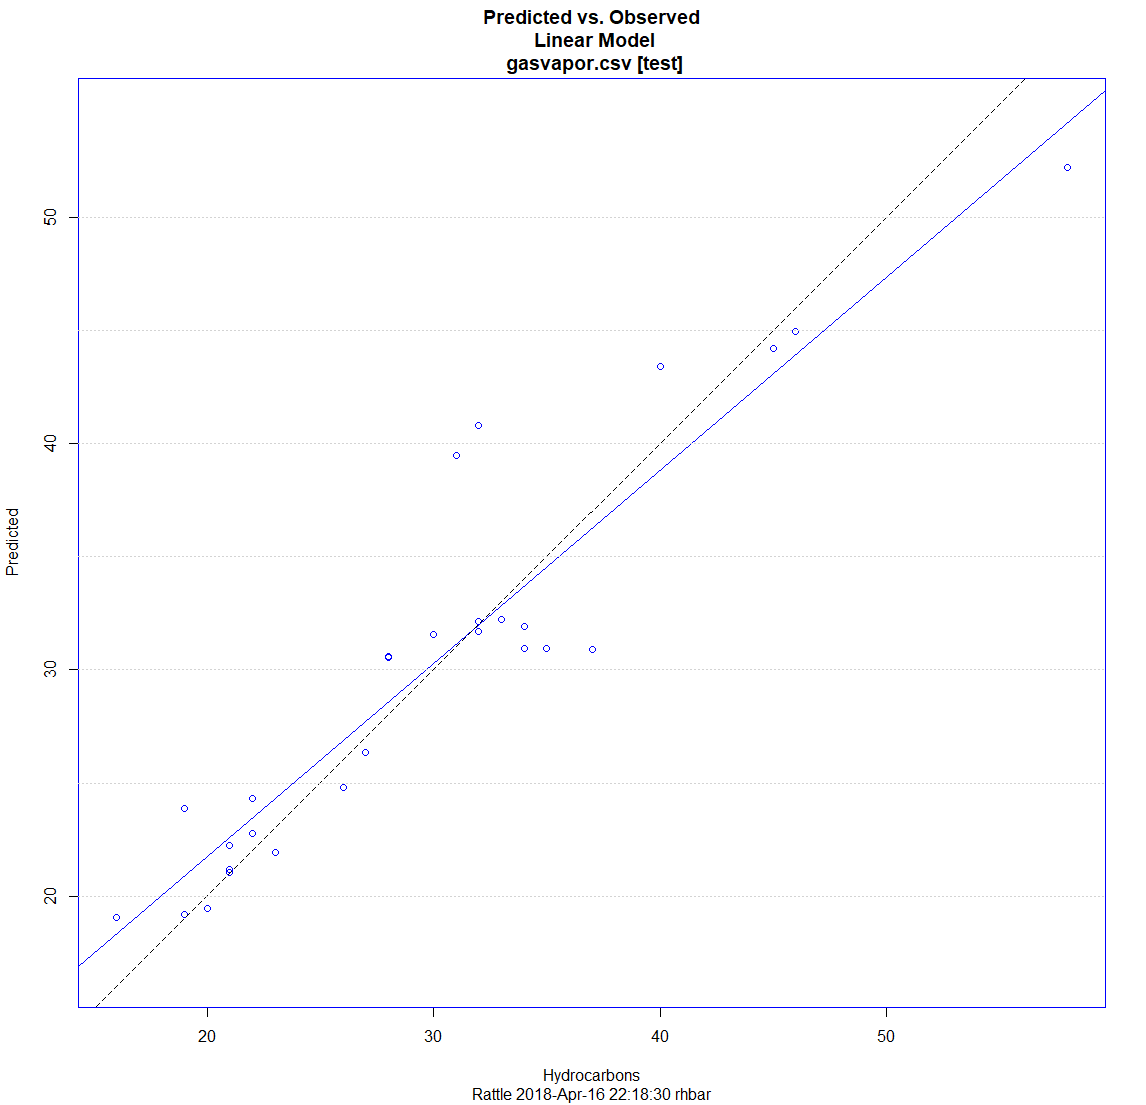 Predicted vs. Observed
Linear Model
gasvapor.csv [test]
50
40
30
20
Predicted
20 30 40 50
Hydrocarbons
Rattle 2018-Apr-16 22:18:30 rhbar